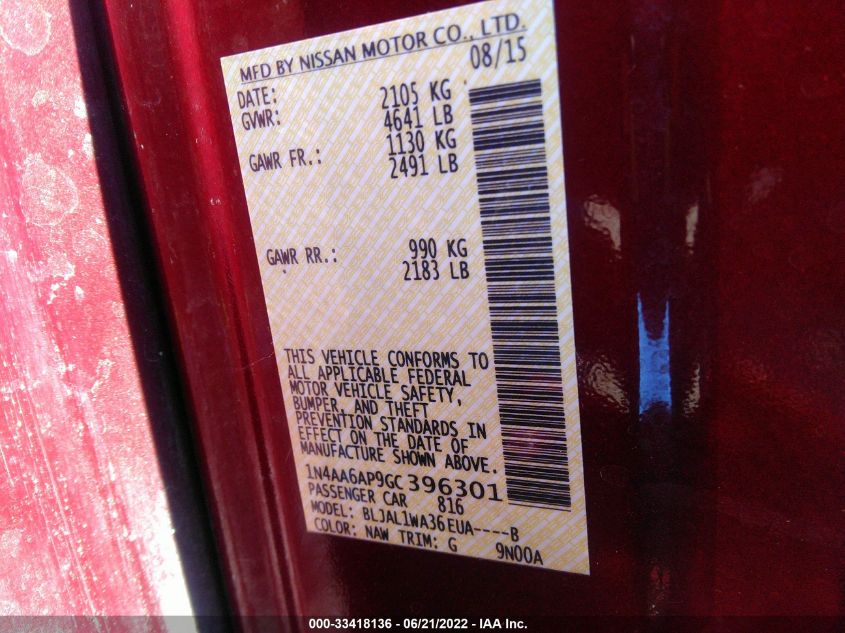 MFD BY NISSAN MOTOR CO., LTD.
DATE: 08/15
GVWR: 2105 KG
4641 LB
GAWR FR.: 1130 KG
2491 LB
GAWR RR.: 990 KG
2183 LB
THIS VEHICLE CONFORMS TO
ALL APPLICABLE FEDERAL
MOTOR VEHICLE SAFETY,
BUMPER, AND THEFT
PREVENTION STANDARDS IN
EFFECT ON THE DATE OF
MANUFACTURE SHOWN ABOVE.
1N4AA6AP9GC396301
PASSENGER CAR 816
MODEL: BLJAL1WA36EUA----B
COLOR: NAW TRIM: G 9N00A
000-33418136 - 06/21/2022 - IAA Inc.